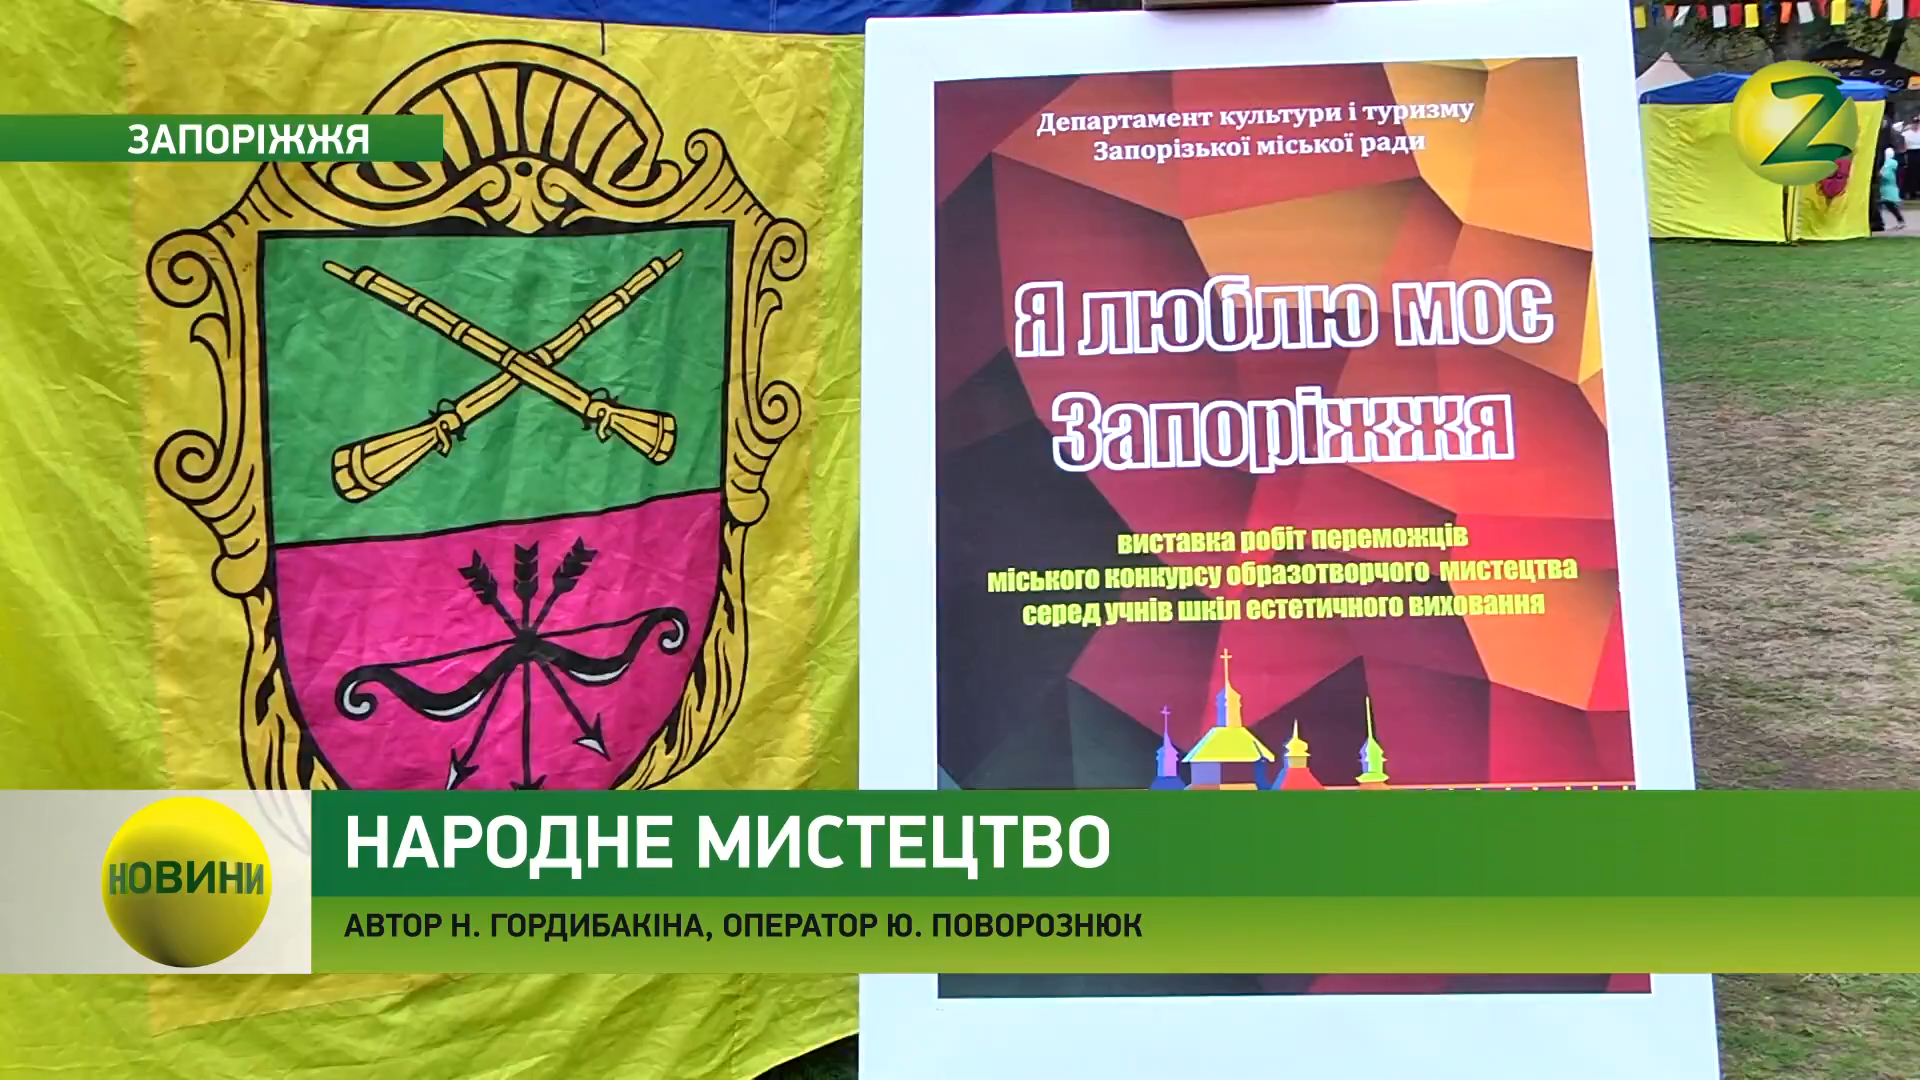 ЗАПОРІЖЖЯ
Департамент культури і туризму
Запорізької міської ради
Я люблю моє
Запоріжжя
виставка робіт переможців
міського конкурсу образотворчого мистецтва
серед учнів шкіл естетичного виховання
НОВИНИ
НАРОДНЕ МИСТЕЦТВО
АВТОР Н. ГОРДИБАКІНА, ОПЕРАТОР Ю. ПОВОРОЗНЮК
Z